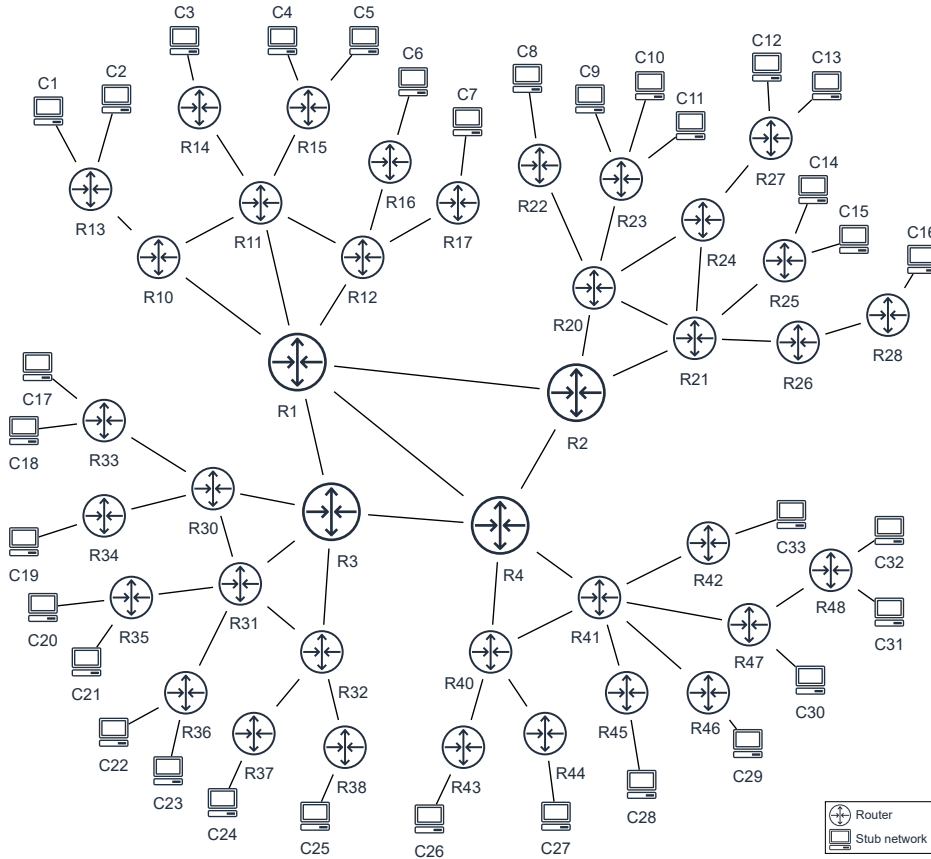 C3
C4
C5
C6
C1
C2
C7
C8
C9
C10
C11
C12
C13
C14
C15
C16
R14
R15
R13
R16
R17
R11
R10
R12
R22
R23
R27
R24
R25
R20
R21
R26
R28
R1
R2
C17
C18
R33
R30
R34
C19
R3
R4
C20
R35
C21
R31
R32
C22
R36
C23
R37
C24
R38
C25
C33
C32
R42
R48
C31
R41
R47
C30
R40
R45
R46
C29
R43
R44
C28
C26
C27
Router
Stub network